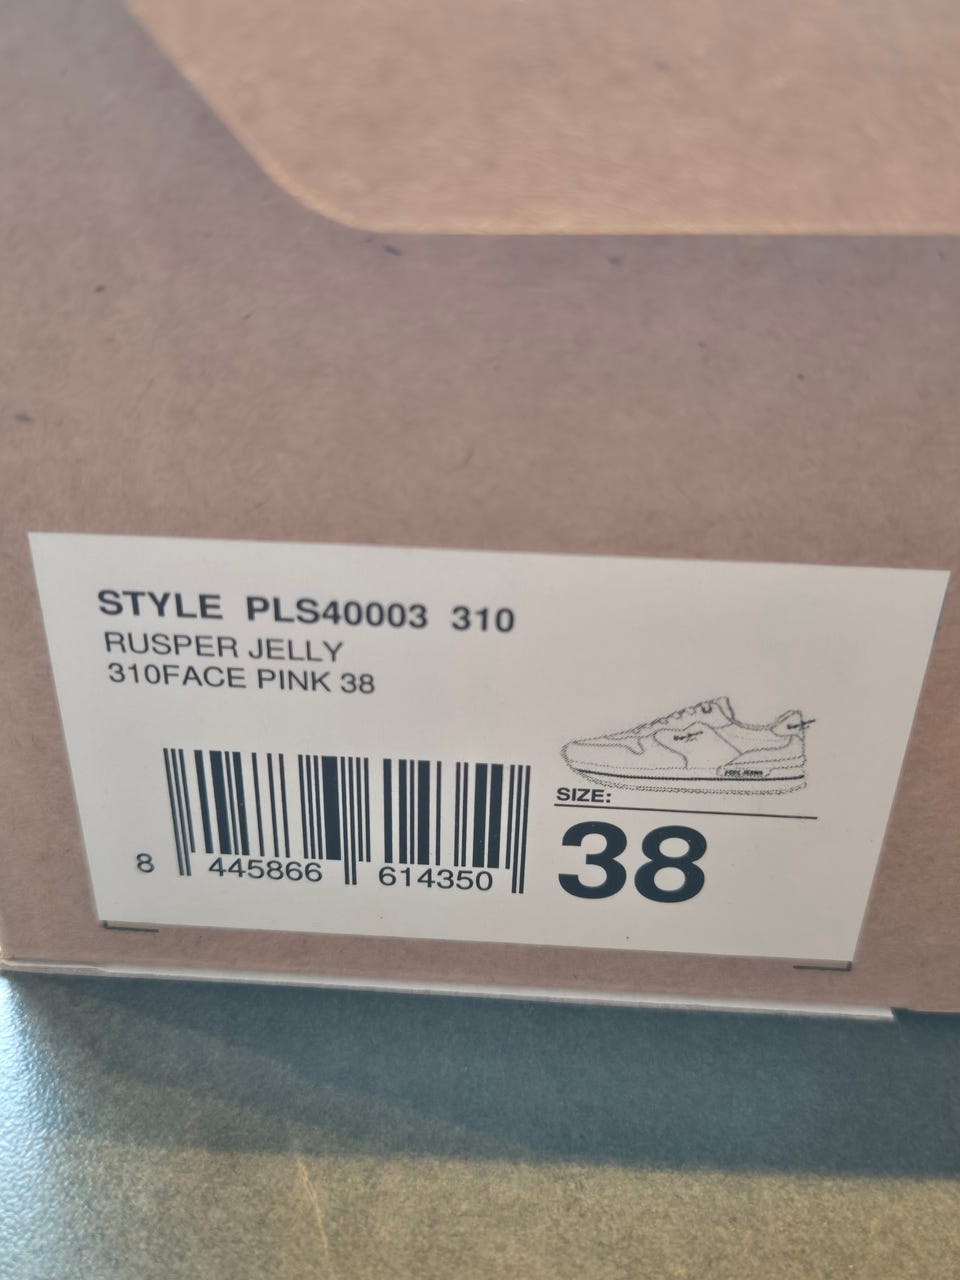 STYLE PLS40003 310
RUSPER JELLY
310FACE PINK 38
SIZE:
38
8 445866 614350